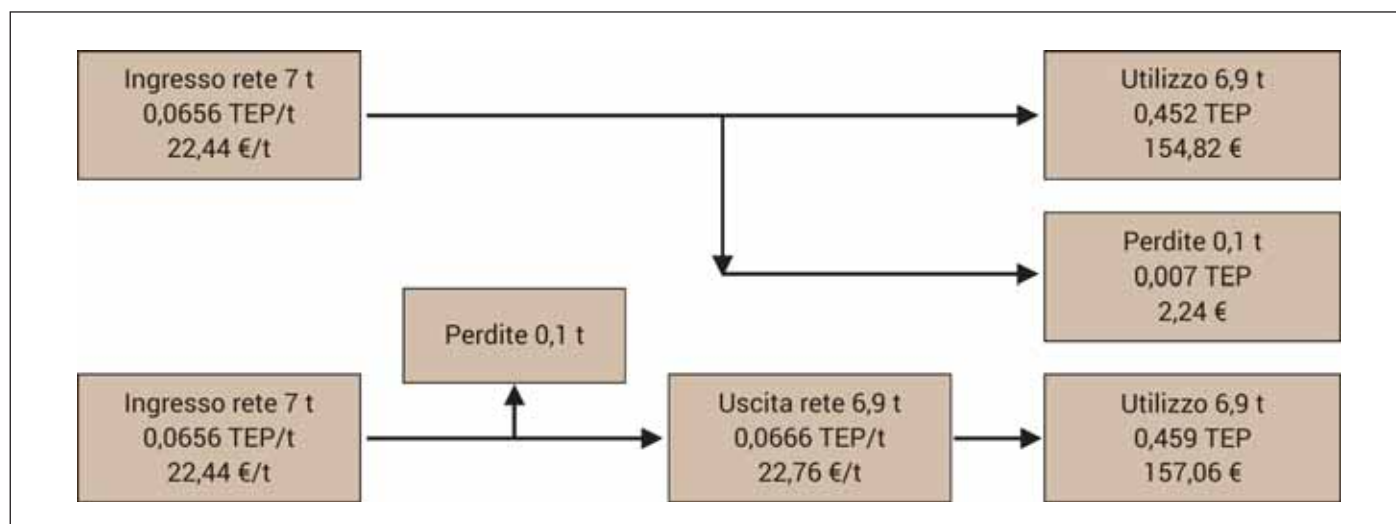 Ingresso rete 7 t
0,0656 TEP/t
22,44 €/t
Utilizzo 6,9 t
0,452 TEP
154,82 €
Perdite 0,1 t
0,007 TEP
2,24 €
Perdite 0,1 t
Ingresso rete 7 t
0,0656 TEP/t
22,44 €/t
Uscita rete 6,9 t
0,0666 TEP/t
22,76 €/t
Utilizzo 6,9 t
0,459 TEP
157,06 €